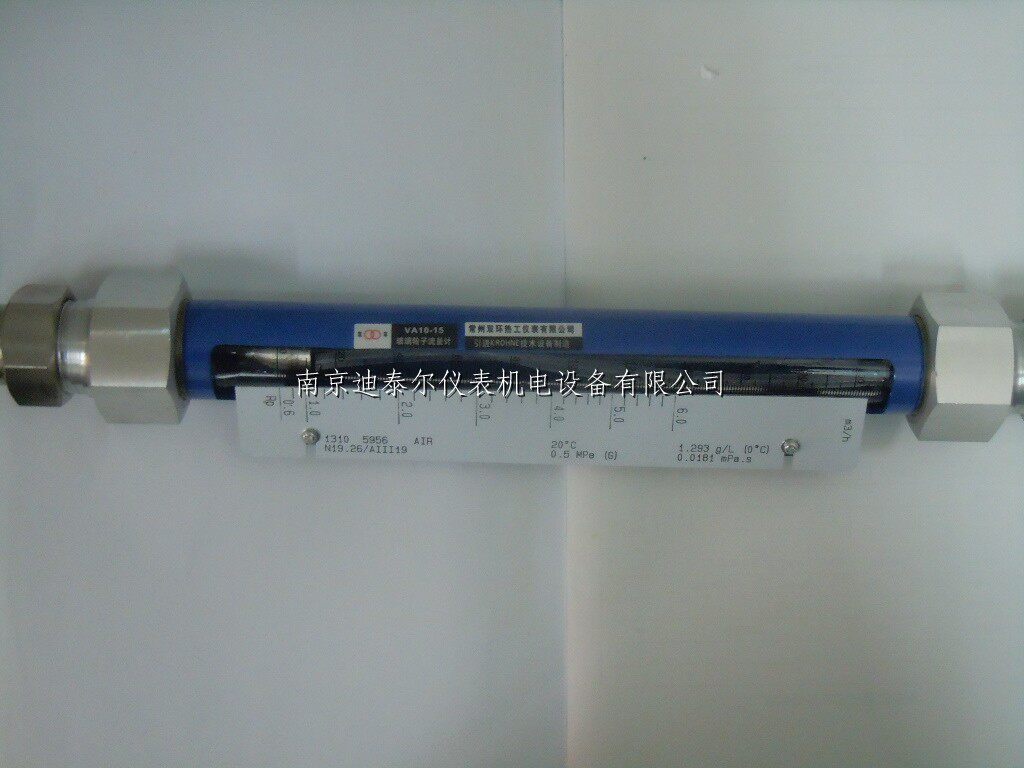 VA10-15
玻璃转子流量计
常州双环热工仪表有限公司
引进KROHNE技术设备制造
南京迪泰尔仪表机电设备有限公司
Rp 0.6 1.0 2.0 3.0 4.0 5.0 6.0 m3/h
1310 5956 AIR 20°C 1.293 g/L (0°C)
N19.26/AIII19 0.5 MPa (G) 0.0181 mPa.s